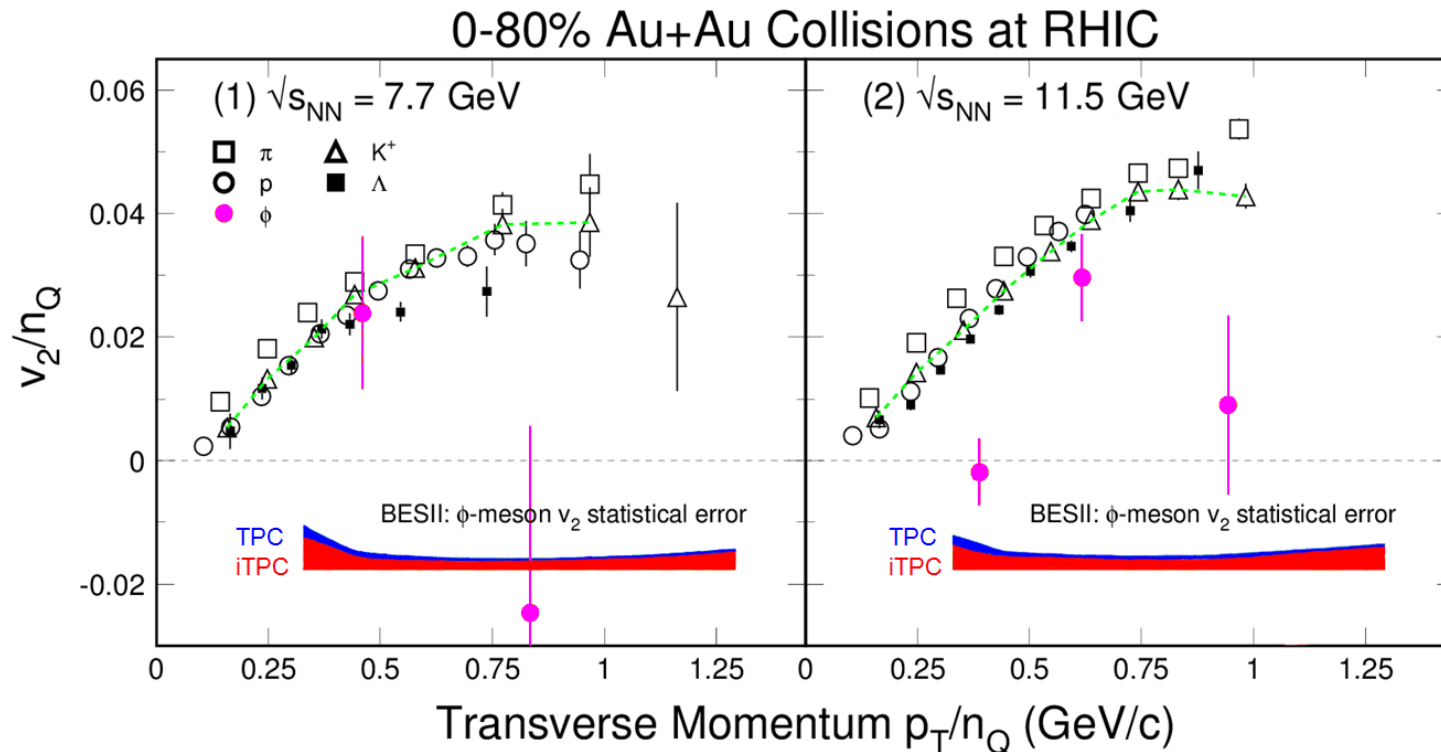 0-80% Au+Au Collisions at RHIC
(1) √sNN = 7.7 GeV
π
K+
p
Λ
ϕ
(2) √sNN = 11.5 GeV
v2/nQ
0.06
0.04
0.02
0
-0.02
BESII: ϕ-meson v2 statistical error
TPC
iTPC
BESII: ϕ-meson v2 statistical error
TPC
iTPC
0 0.25 0.5 0.75 1 1.25 0 0.25 0.5 0.75 1 1.25
Transverse Momentum pT/nQ (GeV/c)